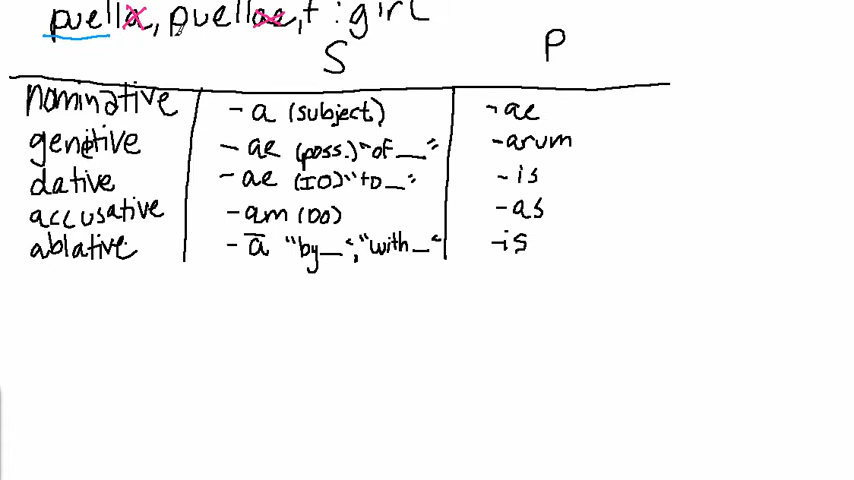 puella, puellae, f : girl
S P
nominative -a (subject) -ae
genitive -ae (poss.) "of __" -arum
dative -ae (IO) "to __" -is
accusative -am (DO) -as
ablative -ā "by __", "with __" -is